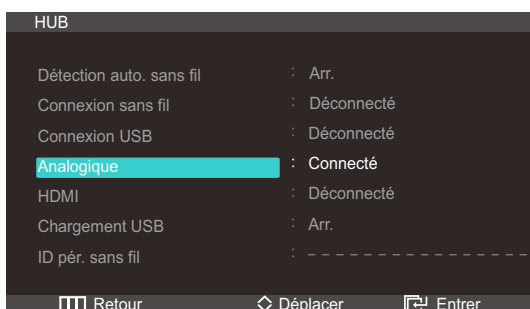 HUB
Détection auto. sans fil : Arr.
Connexion sans fil : Déconnecté
Connexion USB : Déconnecté
Analogique : Connecté
HDMI : Déconnecté
Chargement USB : Arr.
ID pér. sans fil : – – – – – – – – – – – – – – – –
Retour Déplacer Entrer